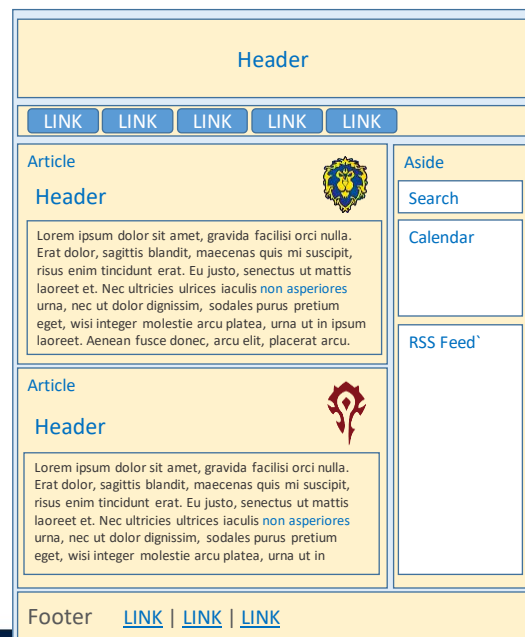 Header
LINK LINK LINK LINK LINK
Article
Header
Lorem ipsum dolor sit amet, gravida facilisi orci nulla.
Erat dolor, sagittis blandit, maecenas quis mi suscipit,
risus enim tincidunt erat. Eu justo, senectus ut mattis
laoreet et. Nec ultricies ulrices iaculis non asperiores
urna, nec ut dolor dignissim, sodales purus pretium
eget, wisi integer molestie arcu platea, urna ut in ipsum
laoreet. Aenean fusce donec, arcu elit, placerat arcu.
Article
Header
Lorem ipsum dolor sit amet, gravida facilisi orci nulla.
Erat dolor, sagittis blandit, maecenas quis mi suscipit,
risus enim tincidunt erat. Eu justo, senectus ut mattis
laoreet et. Nec ultricies ultrices iaculis non asperiores
urna, nec ut dolor dignissim, sodales purus pretium
eget, wisi integer molestie arcu platea, urna ut in
Aside
Search
Calendar
RSS Feed`
Footer LINK | LINK | LINK